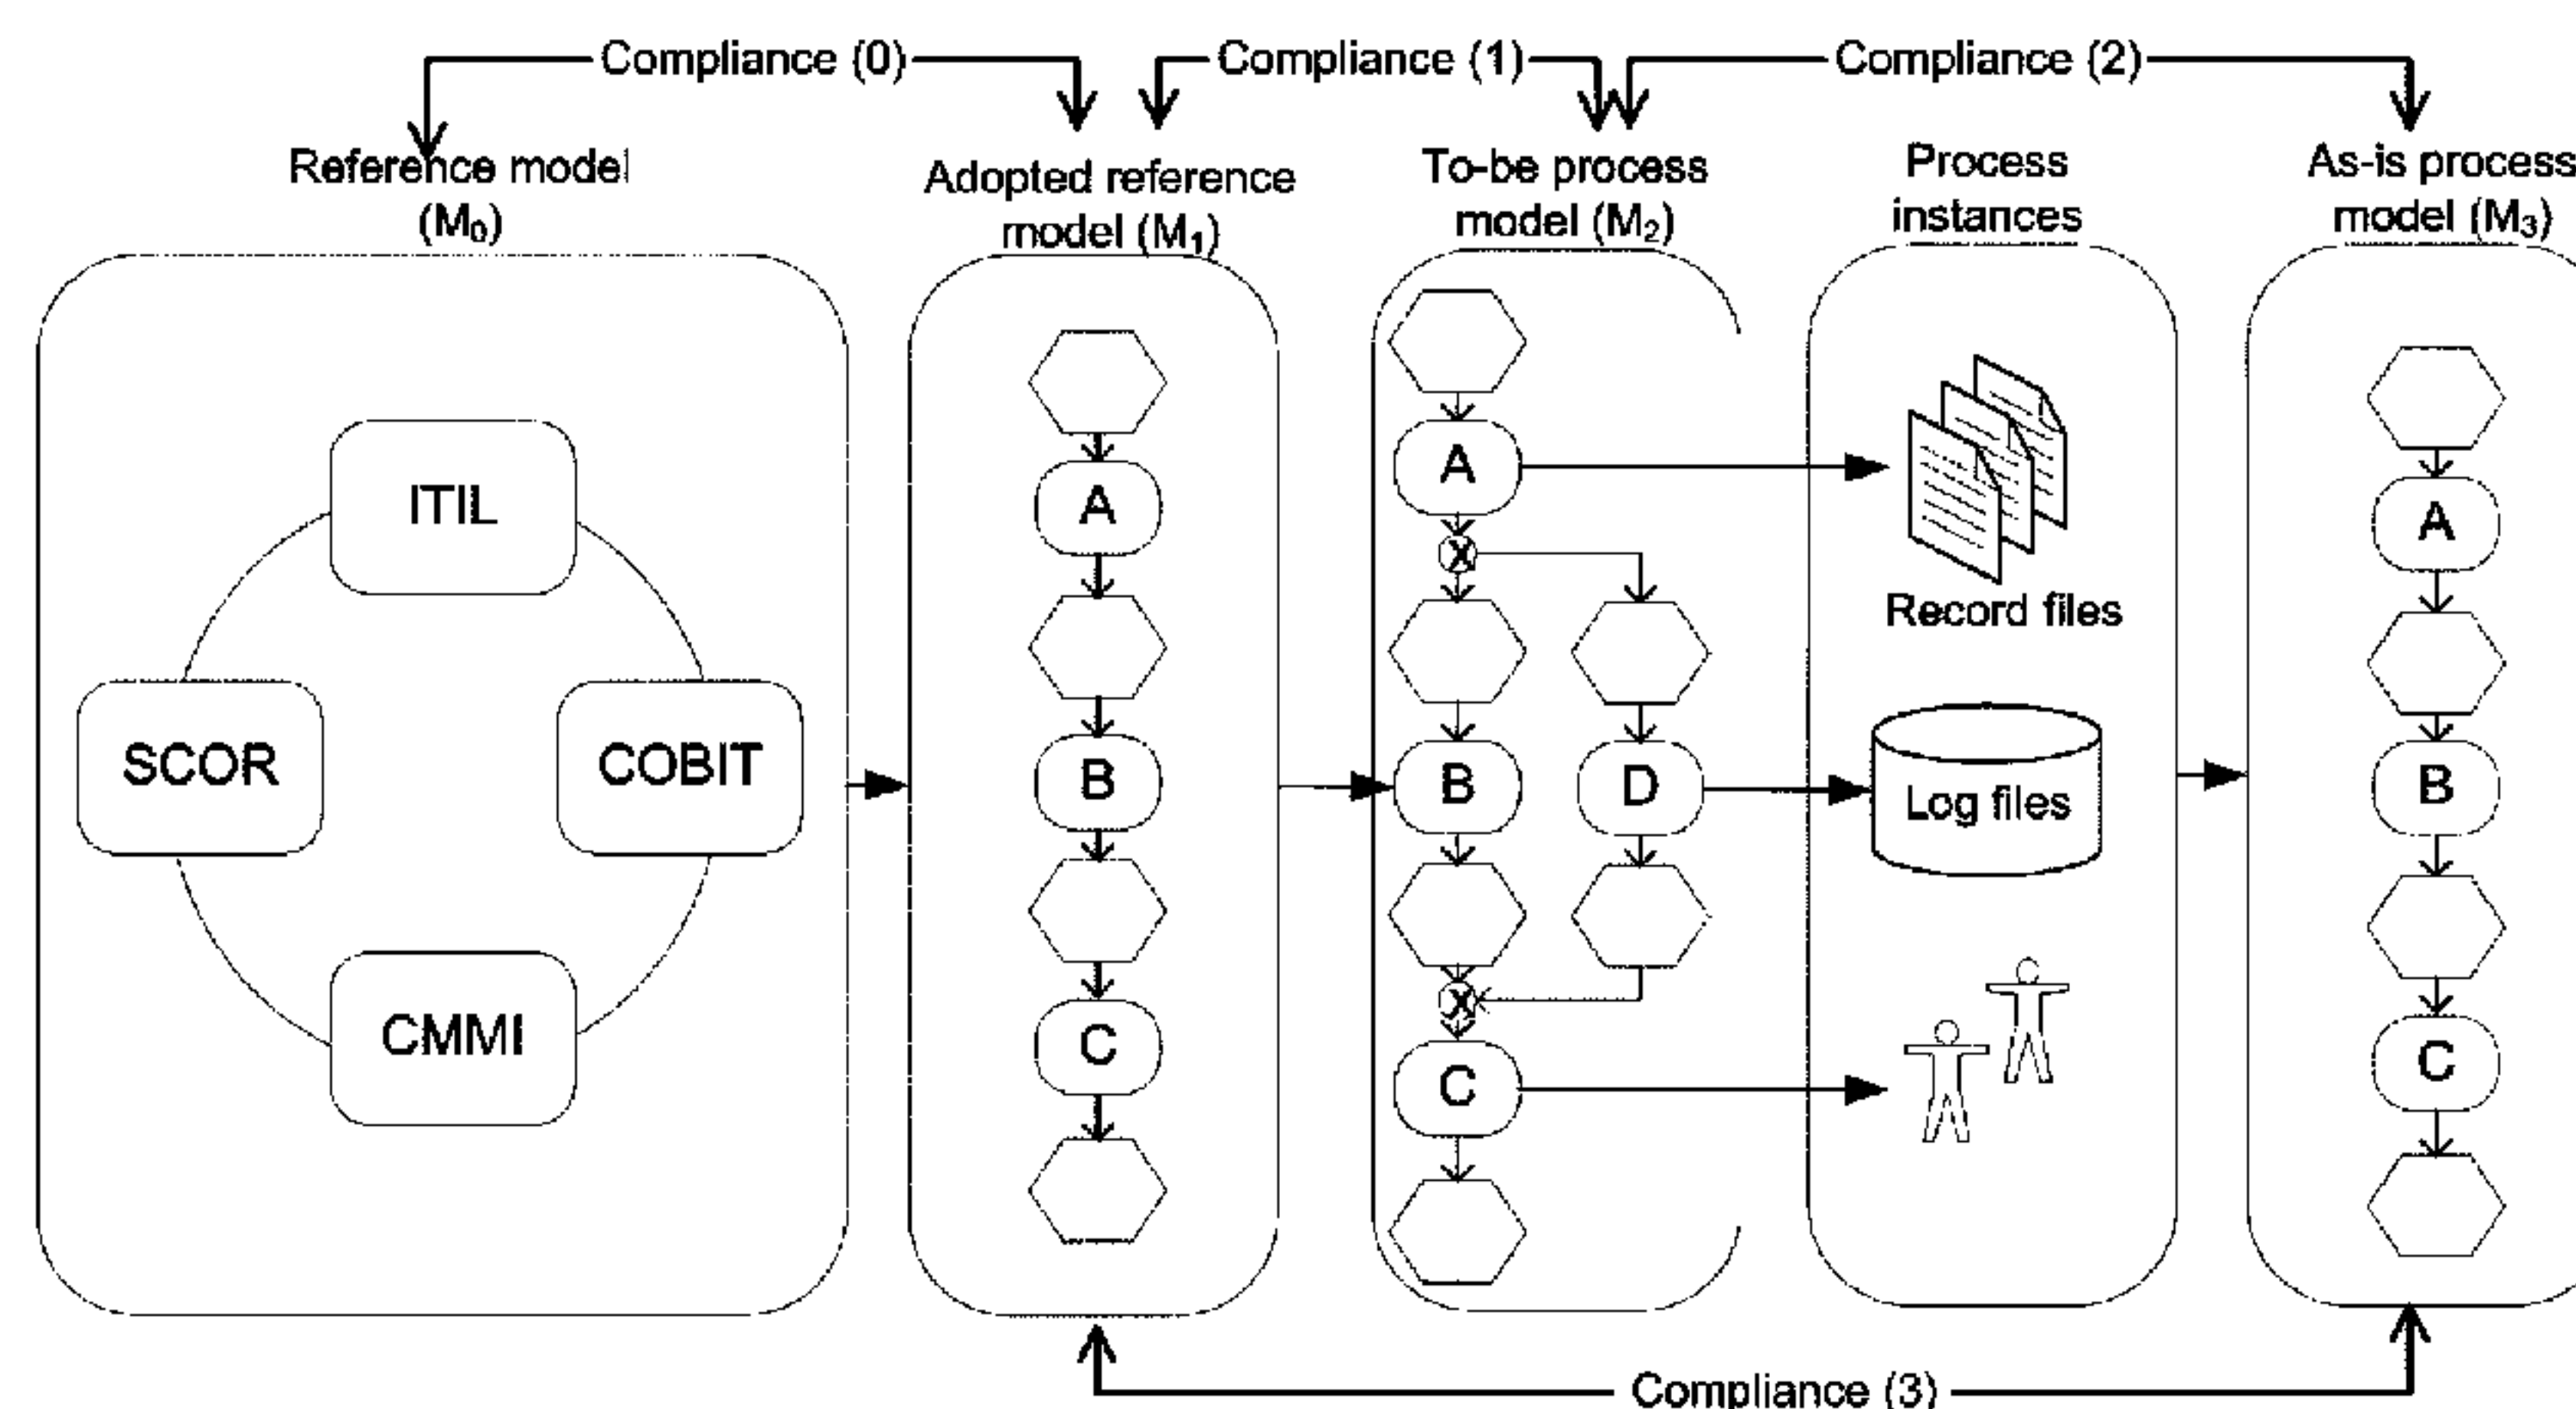 Compliance (0)
Compliance (1)
Compliance (2)
Reference model
(M₀)
Adopted reference
model (M₁)
To-be process
model (M₂)
Process
instances
As-is process
model (M₃)
ITIL
SCOR
COBIT
CMMI
A
B
C
A
X
B
D
X
C
Record files
Log files
A
B
C
Compliance (3)